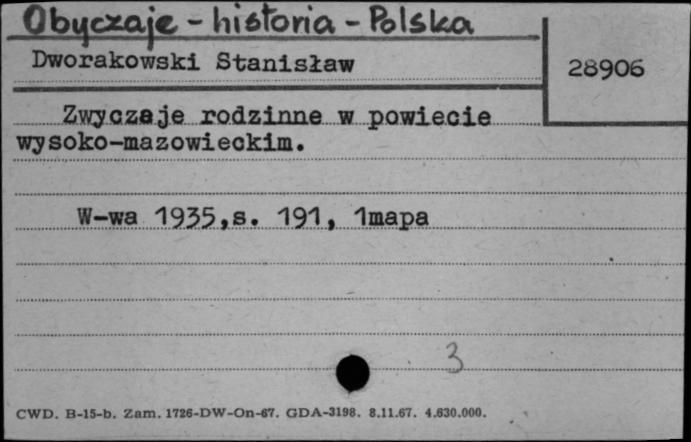 Obyczaje - historia - Polska
Dworakowski Stanisław
28906
Zwyczaje rodzinne w powiecie
wysoko-mazowieckim.
W-wa 1935,s. 191, 1mapa
3
CWD. B-15-b. Zam. 1726-DW-On-67. GDA-3198. 8.11.67. 4.630.000.